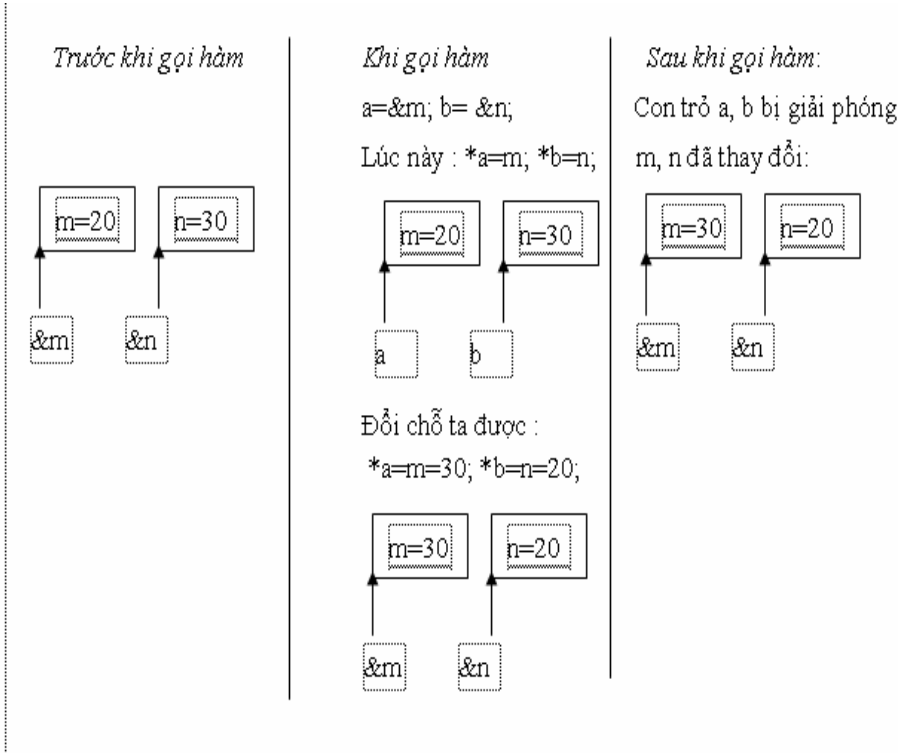 Trước khi gọi hàm
m=20
n=30
&m
&n
Khi gọi hàm
a=&m; b= &n;
Lúc này : *a=m; *b=n;
m=20
n=30
a
b
Đổi chỗ ta được :
*a=m=30; *b=n=20;
m=30
n=20
&m
&n
Sau khi gọi hàm:
Con trỏ a, b bị giải phóng
m, n đã thay đổi:
m=30
n=20
&m
&n